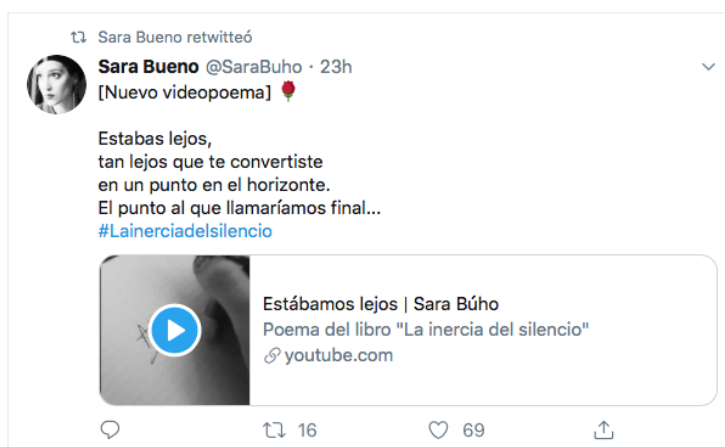 Sara Bueno retwitteó
Sara Bueno @SaraBuho · 23h
[Nuevo videopoema] 🌹
Estabas lejos,
tan lejos que te convertiste
en un punto en el horizonte.
El punto al que llamaríamos final...
#Lainerciadelsilencio
Estábamos lejos | Sara Búho
Poema del libro "La inercia del silencio"
youtube.com
16 69